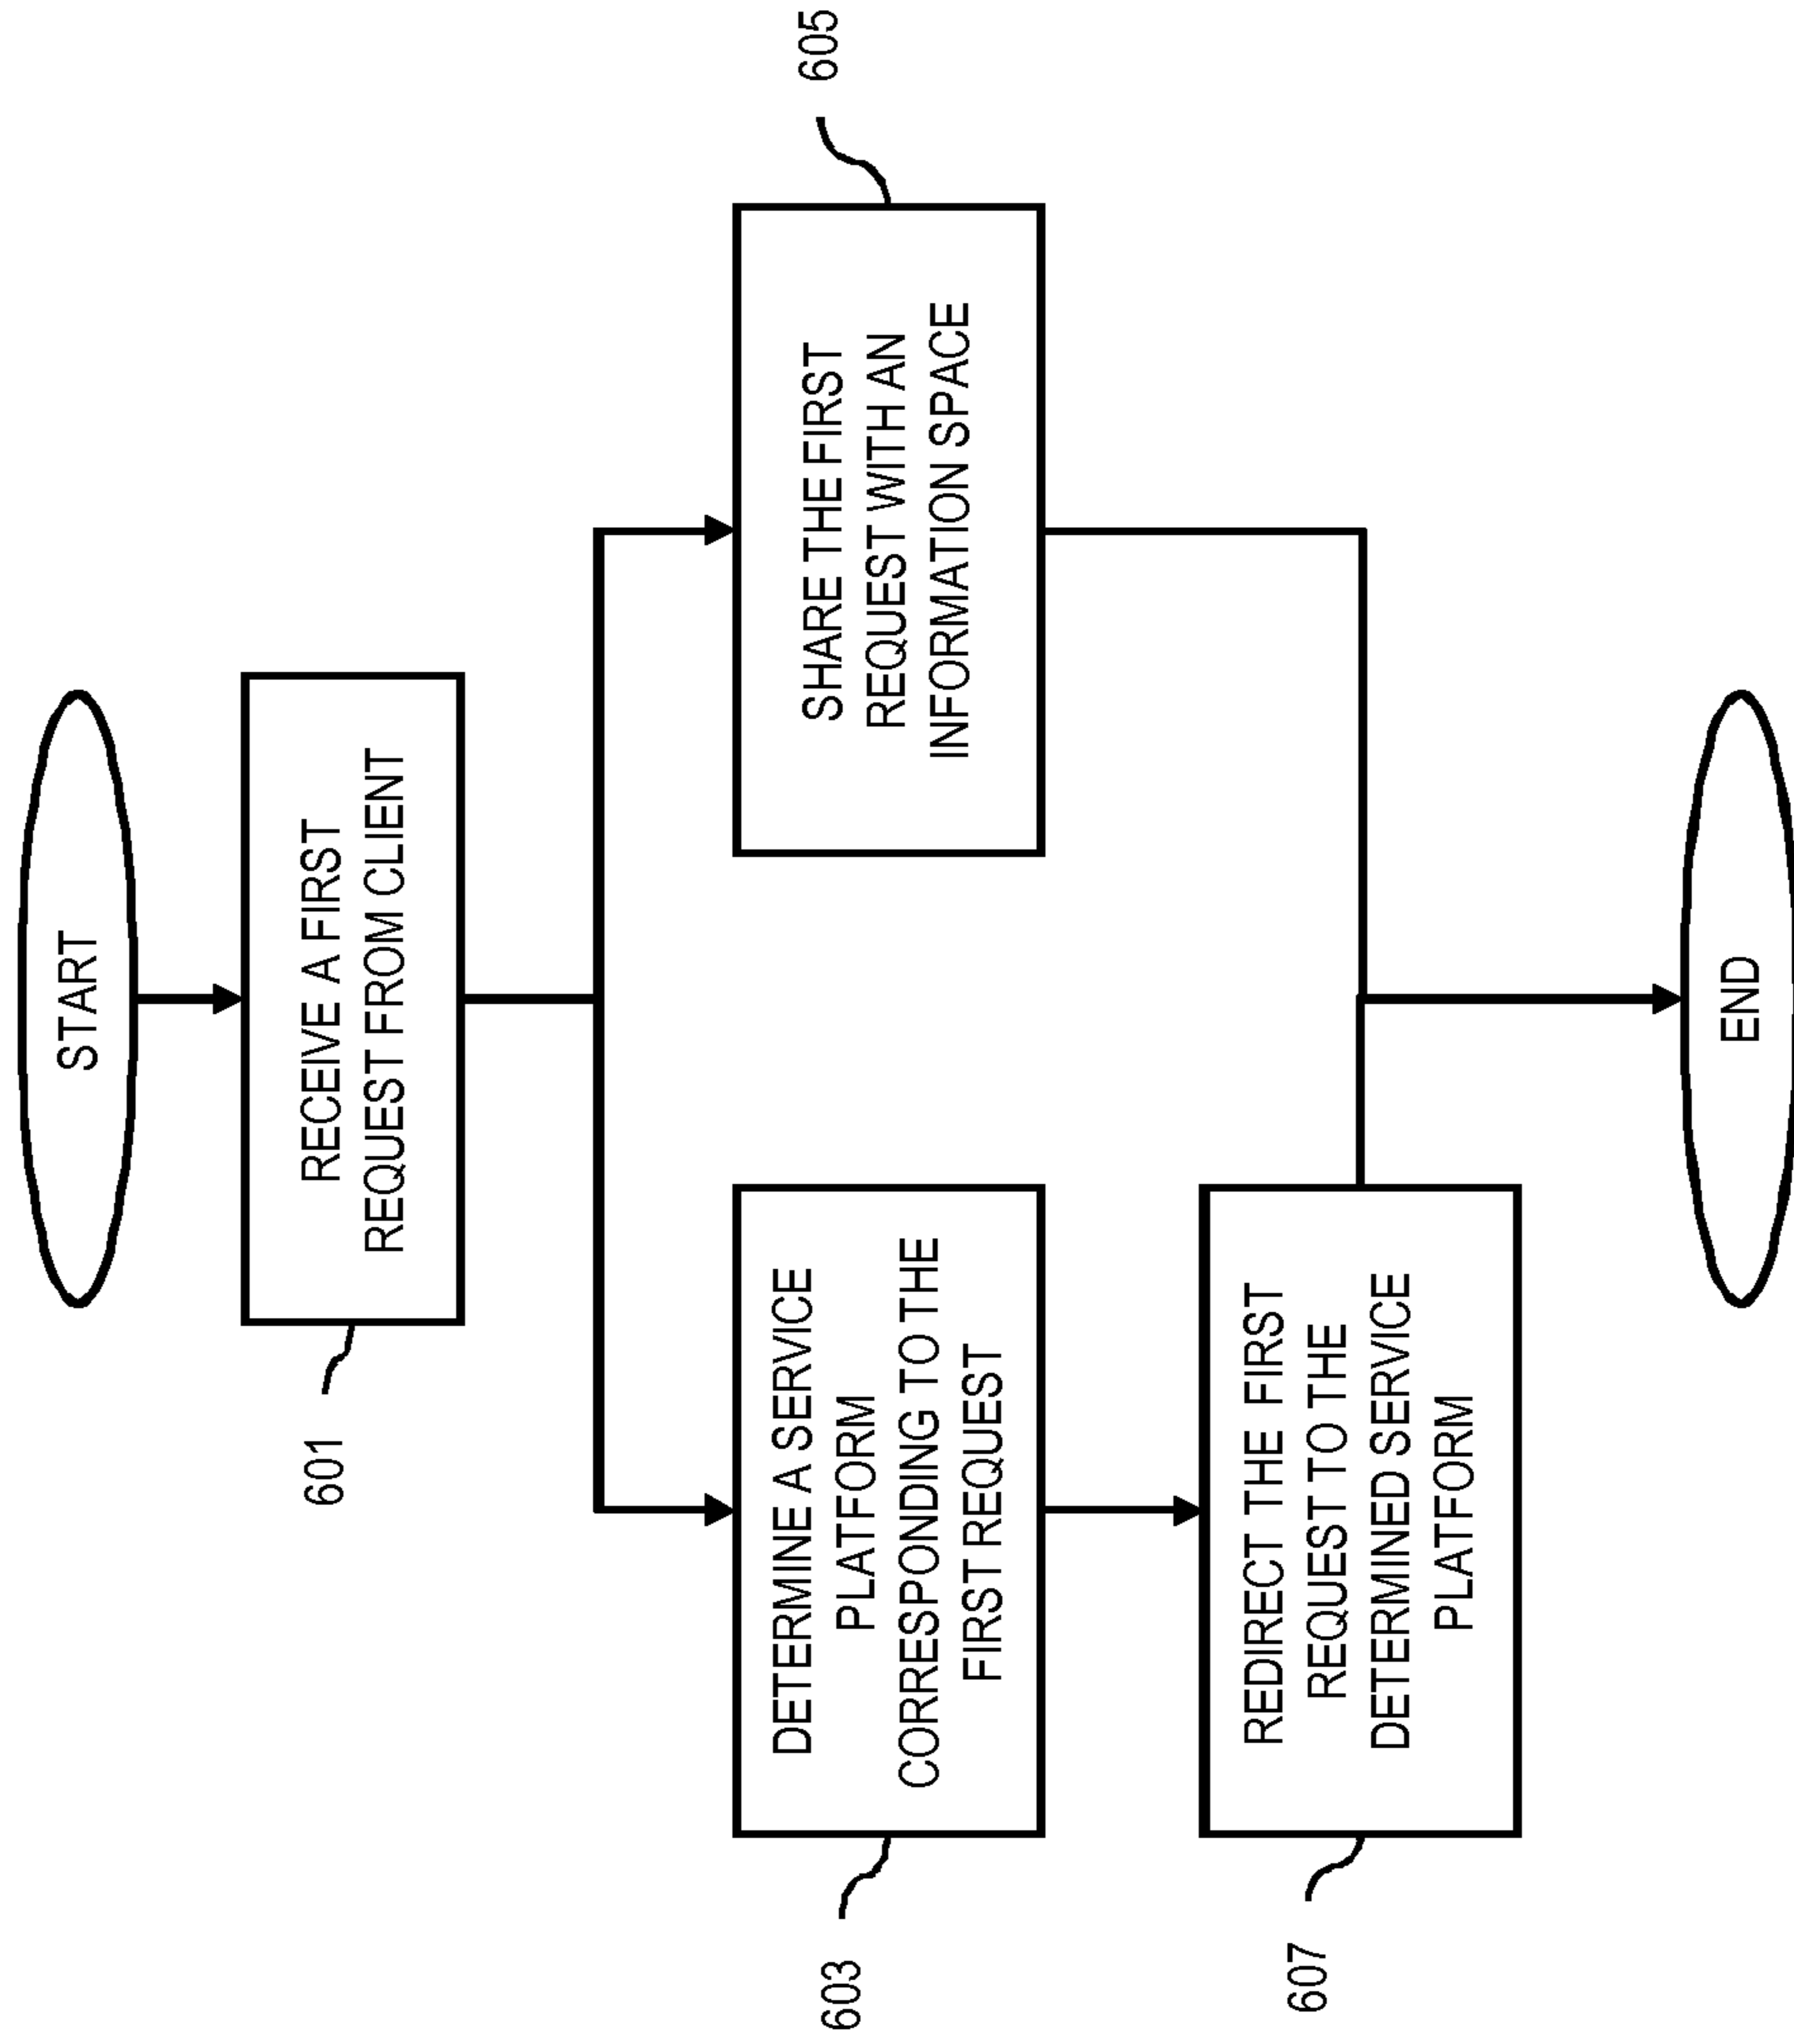 START
RECEIVE A FIRST
REQUEST FROM CLIENT
601
DETERMINE A SERVICE
PLATFORM
CORRESPONDING TO THE
FIRST REQUEST
603
SHARE THE FIRST
REQUEST WITH AN
INFORMATION SPACE
605
REDIRECT THE FIRST
REQUEST TO THE
DETERMINED SERVICE
PLATFORM
607
END